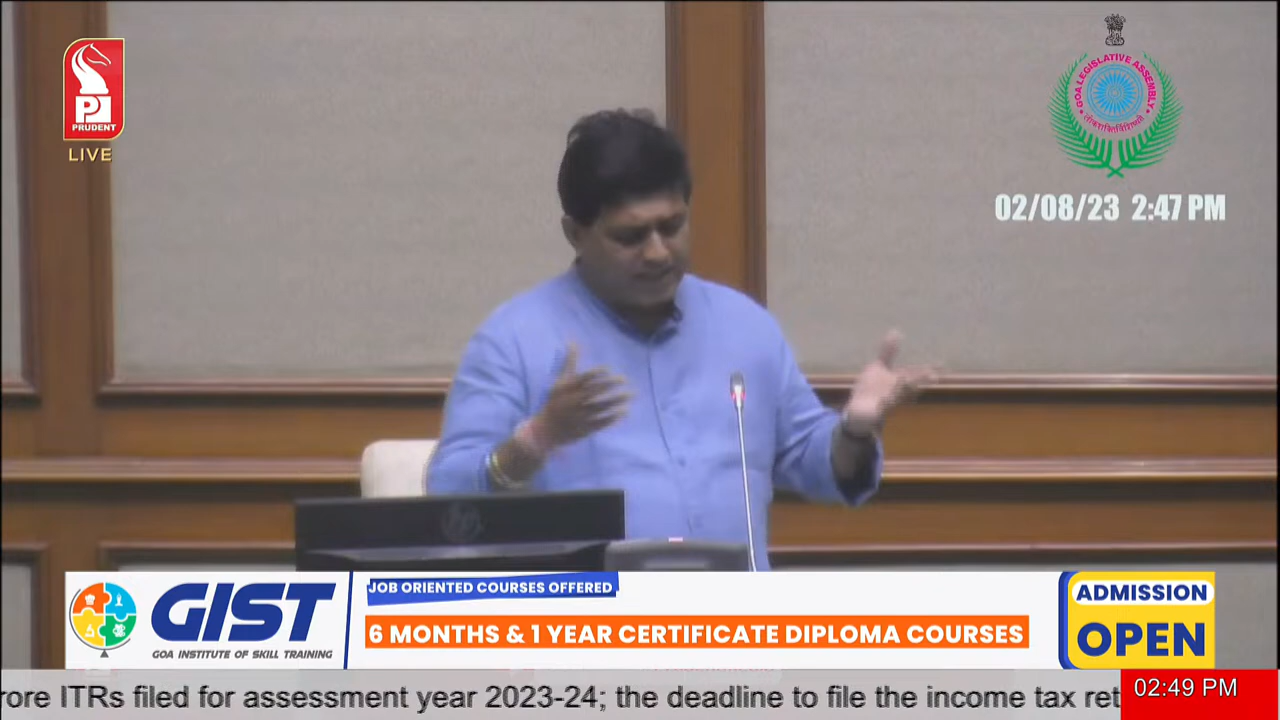 PRUDENT
LIVE
GOA LEGISLATIVE ASSEMBLY
02/08/23 2:47 PM
GIST
GOA INSTITUTE OF SKILL TRAINING
JOB ORIENTED COURSES OFFERED
6 MONTHS & 1 YEAR CERTIFICATE DIPLOMA COURSES
ADMISSION
OPEN
rore ITRs filed for assessment year 2023-24; the deadline to file the income tax ret
02:49 PM